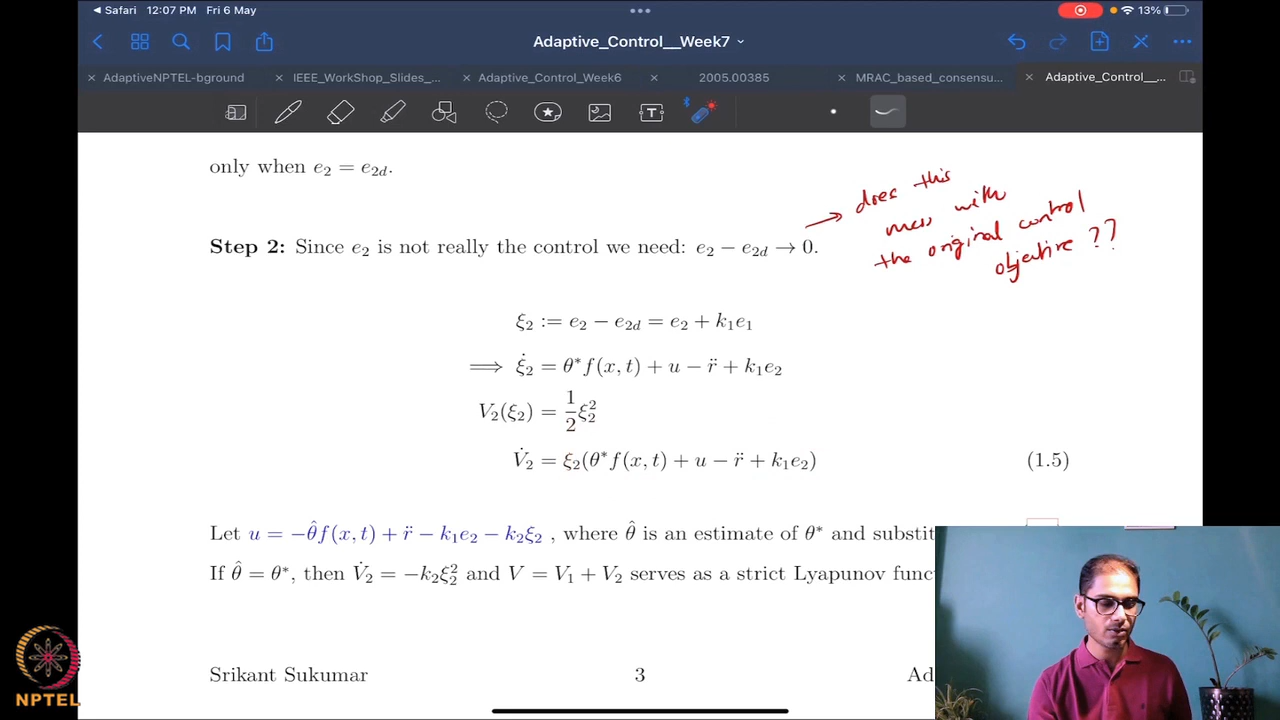 Safari 12:07 PM Fri 6 May 13%
Adaptive_Control__Week7
AdaptiveNPTEL-bground IEEE_WorkShop_Slides_... Adaptive_Control_Week6 2005.00385 MRAC_based_consensu... Adaptive_Control__...
only when e₂ = e₂d.
Step 2: Since e₂ is not really the control we need: e₂ − e₂d → 0.
→ does this
mess with
the original control
objective ??
ξ₂ := e₂ − e₂d = e₂ + k₁e₁
⟹ ξ̇₂ = θ*f(x, t) + u − r̈ + k₁e₂
V₂(ξ₂) = 1/2 ξ₂²
V̇₂ = ξ₂(θ*f(x, t) + u − r̈ + k₁e₂) (1.5)
Let u = −θ̂f(x, t) + r̈ − k₁e₂ − k₂ξ₂ , where θ̂ is an estimate of θ* and
If θ̂ = θ*, then V̇₂ = −k₂ξ₂² and V = V₁ + V₂ serves as a strict Lyapunov
Srikant Sukumar 3
NPTEL